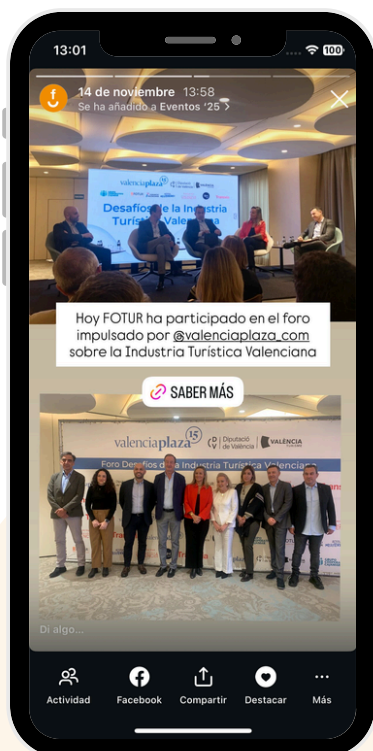 13:01
100
f
14 de noviembre 13:58
Se ha añadido a Eventos '25 >
valenciaplaza 15
Desafíos de la Industria
Turística Valenciana
Hoy FOTUR ha participado en el foro
impulsado por @valenciaplaza_com
sobre la Industria Turística Valenciana
SABER MÁS
valenciaplaza 15 Diputació de València VALÈNCIA
Foro Desafíos de la Industria Turística Valenciana
Di algo...
Actividad Facebook Compartir Destacar Más